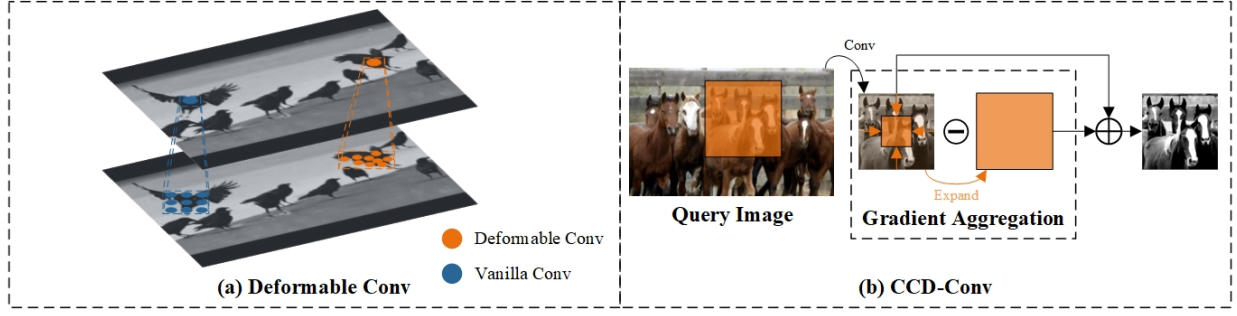 Deformable Conv
Vanilla Conv
(a) Deformable Conv
Conv
Query Image
Expand
Gradient Aggregation
(b) CCD-Conv